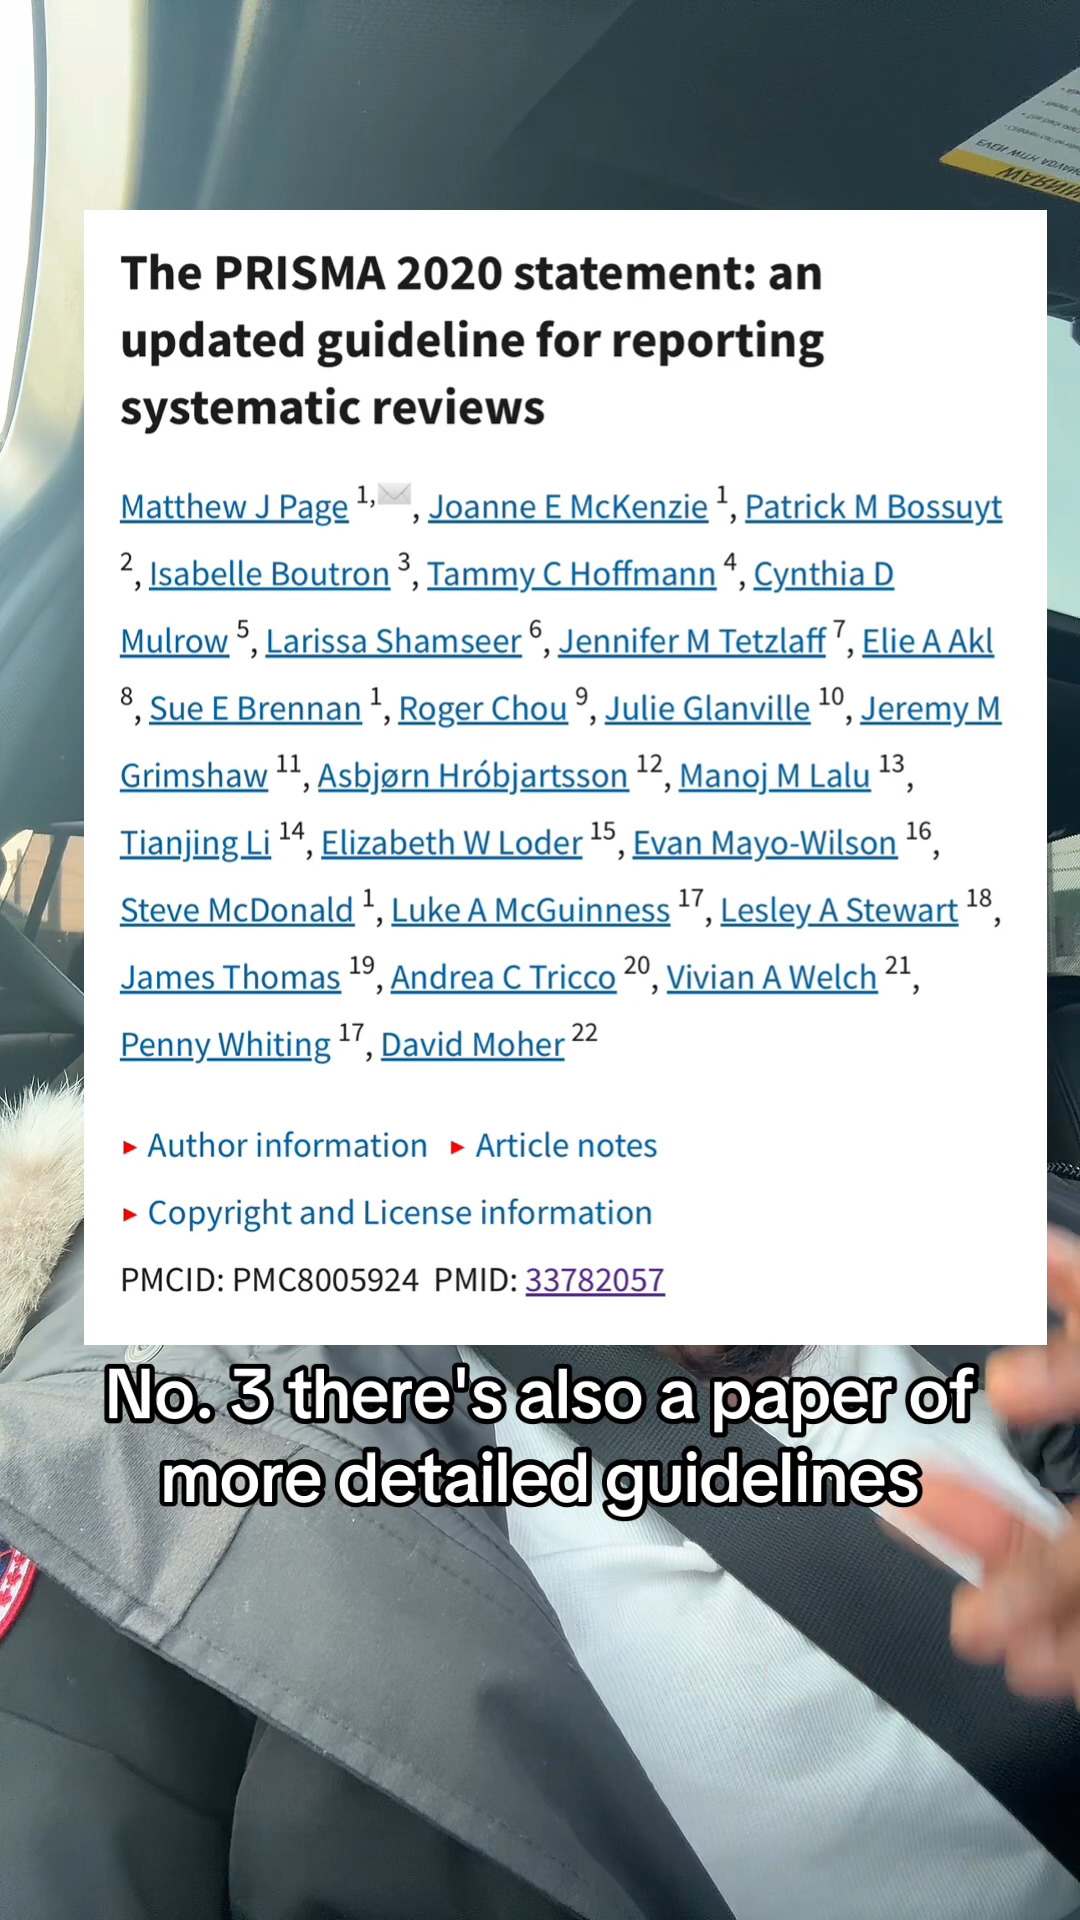 WARNING
The PRISMA 2020 statement: an
updated guideline for reporting
systematic reviews
Matthew J Page 1, , Joanne E McKenzie 1, Patrick M Bossuyt
2, Isabelle Boutron 3, Tammy C Hoffmann 4, Cynthia D
Mulrow 5, Larissa Shamseer 6, Jennifer M Tetzlaff 7, Elie A Akl
8, Sue E Brennan 1, Roger Chou 9, Julie Glanville 10, Jeremy M
Grimshaw 11, Asbjørn Hróbjartsson 12, Manoj M Lalu 13,
Tianjing Li 14, Elizabeth W Loder 15, Evan Mayo-Wilson 16,
Steve McDonald 1, Luke A McGuinness 17, Lesley A Stewart 18,
James Thomas 19, Andrea C Tricco 20, Vivian A Welch 21,
Penny Whiting 17, David Moher 22
▸ Author information ▸ Article notes
▸ Copyright and License information
PMCID: PMC8005924 PMID: 33782057
No. 3 there's also a paper of
more detailed guidelines